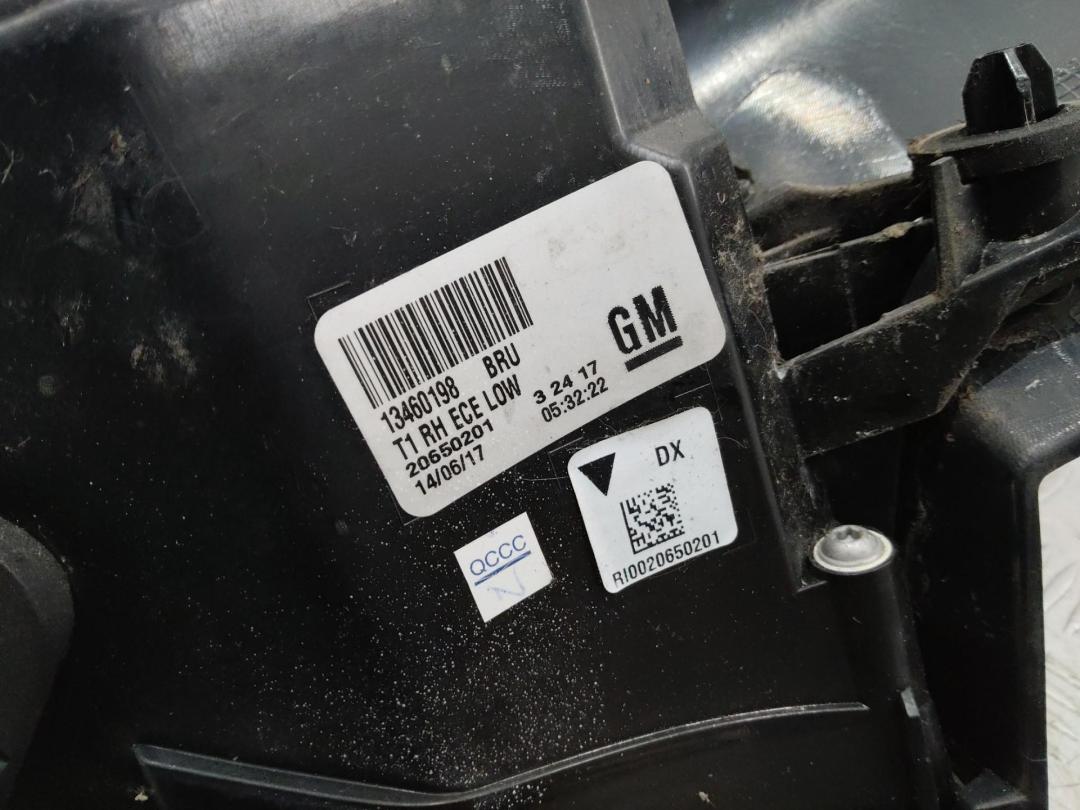 13460198 BRU
T1 RH ECE LOW
20650201
14/06/17
3 24 17
05:32:22
GM
DX
RI0020650201
QCCC